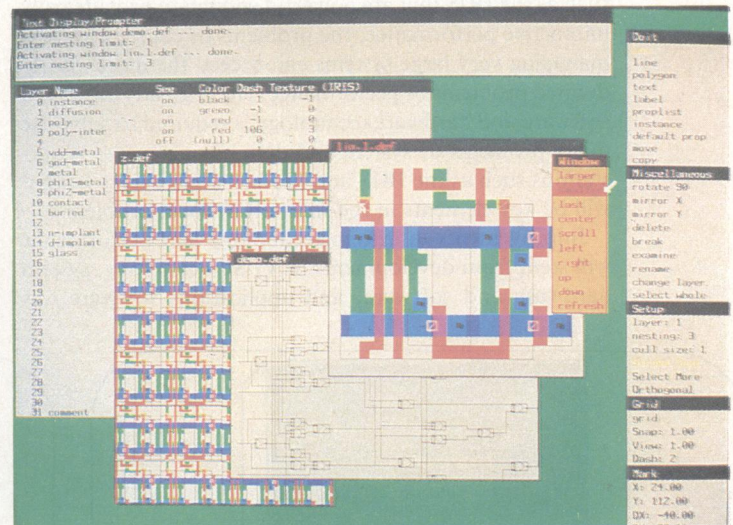 Text Display/Prompter
Activating window demo.def ... done.
Enter nesting limit: 1
Activating window lin.1.def ... done.
Enter nesting limit: 3
Layer Name See Color Dash Texture (IRIS)
0 instance on black 1 -1
1 diffusion on green -1 0
2 poly on red -1 0
3 poly-inter on red 106 3
4 off (null) 0 0
5 vdd-metal
6 gnd-metal
7 metal
8 phi1-metal
9 phi2-metal
10 contact
11 buried
12
13 n-implant
14 d-implant
15 glass
16
17
18
19
20
21
22
23
24
25
26
27
28
29
30
31 comment
z.def
demo.def
lin.1.def
Window
larger
last
center
scroll
left
right
up
down
refresh
line
polygon
text
label
proplist
instance
default prop
move
copy
Miscellaneous
rotate 90
mirror X
mirror Y
delete
break
examine
rename
change layer
select whole
Setup
layer: 1
nesting: 3
cull size: 1
Select More
Orthogonal
Grid
grid
Snap: 1.00
View: 1.00
Dash: 2
Mark
X: 24.00
Y: 112.00
DX: -40.00